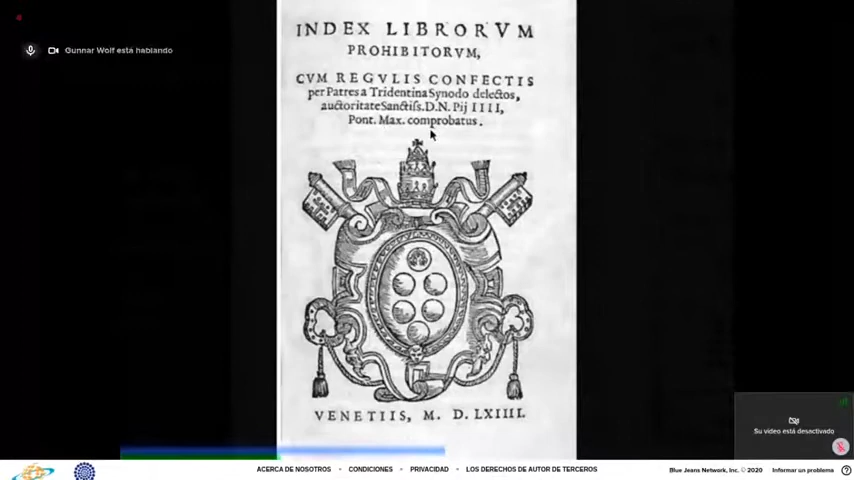 Gunnar Wolf está hablando
INDEX LIBRORVM
PROHIBITORVM,
CVM REGVLIS CONFECTIS
per Patres a Tridentina Synodo delectos,
auctoritate Sanctiss. D.N. Pij IIII,
Pont. Max. comprobatus.
VENETIIS, M. D. LXIIII.
Su video está desactivado
ACERCA DE NOSOTROS • CONDICIONES • PRIVACIDAD • LOS DERECHOS DE AUTOR DE TERCEROS
Blue Jeans Network, Inc. © 2020 Informar un problema